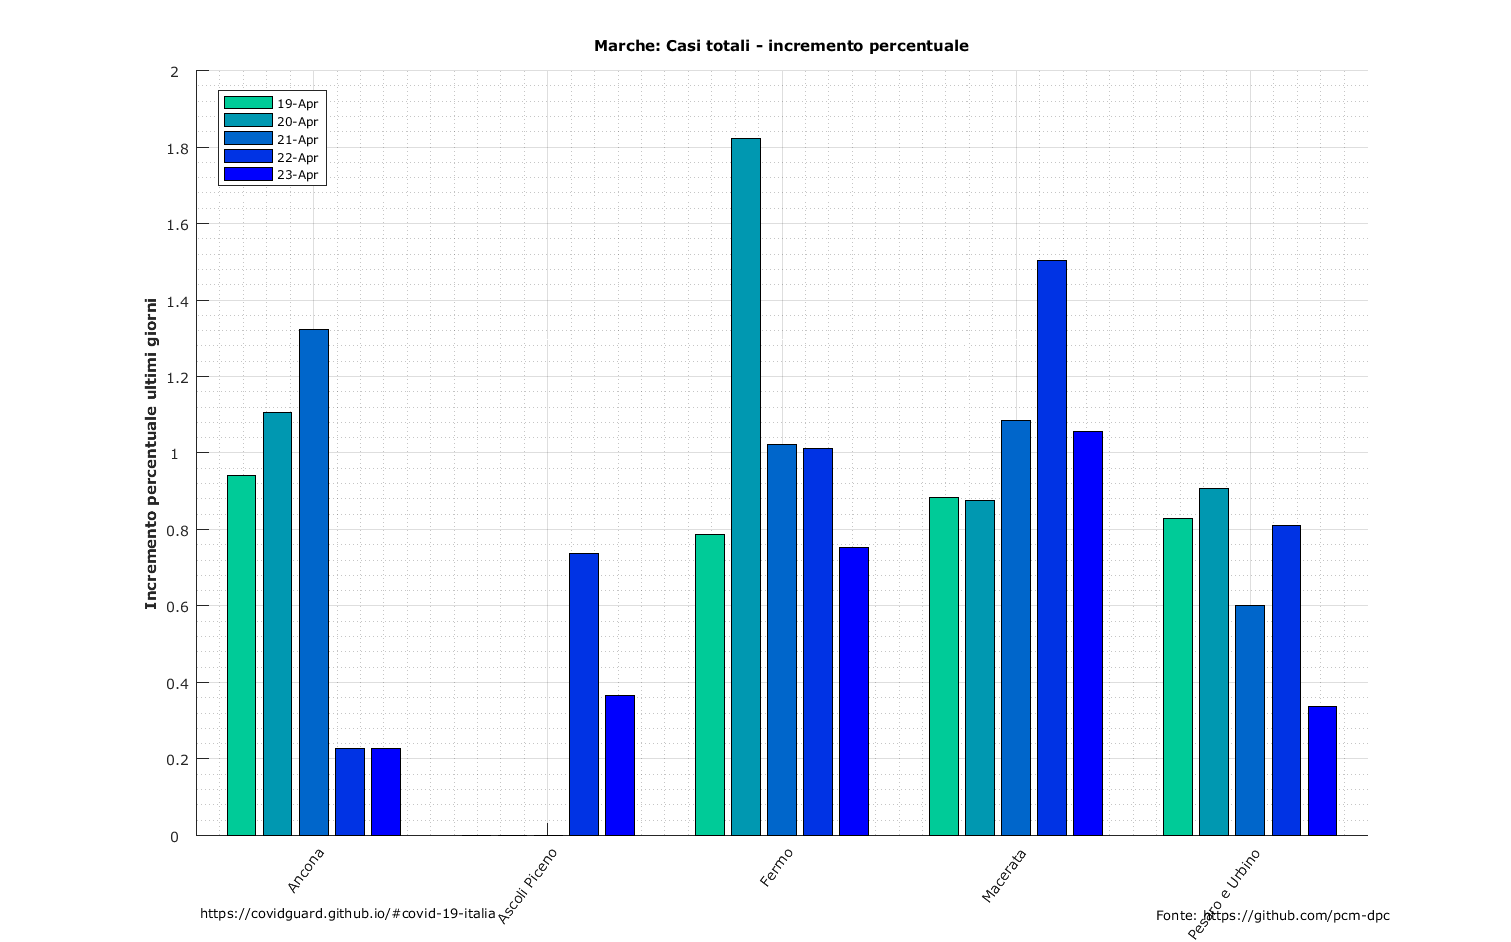 Marche: Casi totali - incremento percentuale
Incremento percentuale ultimi giorni
2
1.8
1.6
1.4
1.2
1
0.8
0.6
0.4
0.2
0
19-Apr
20-Apr
21-Apr
22-Apr
23-Apr
Ancona
Ascoli Piceno
Fermo
Macerata
Pesaro e Urbino
https://covidguard.github.io/#covid-19-italia
Fonte: https://github.com/pcm-dpc